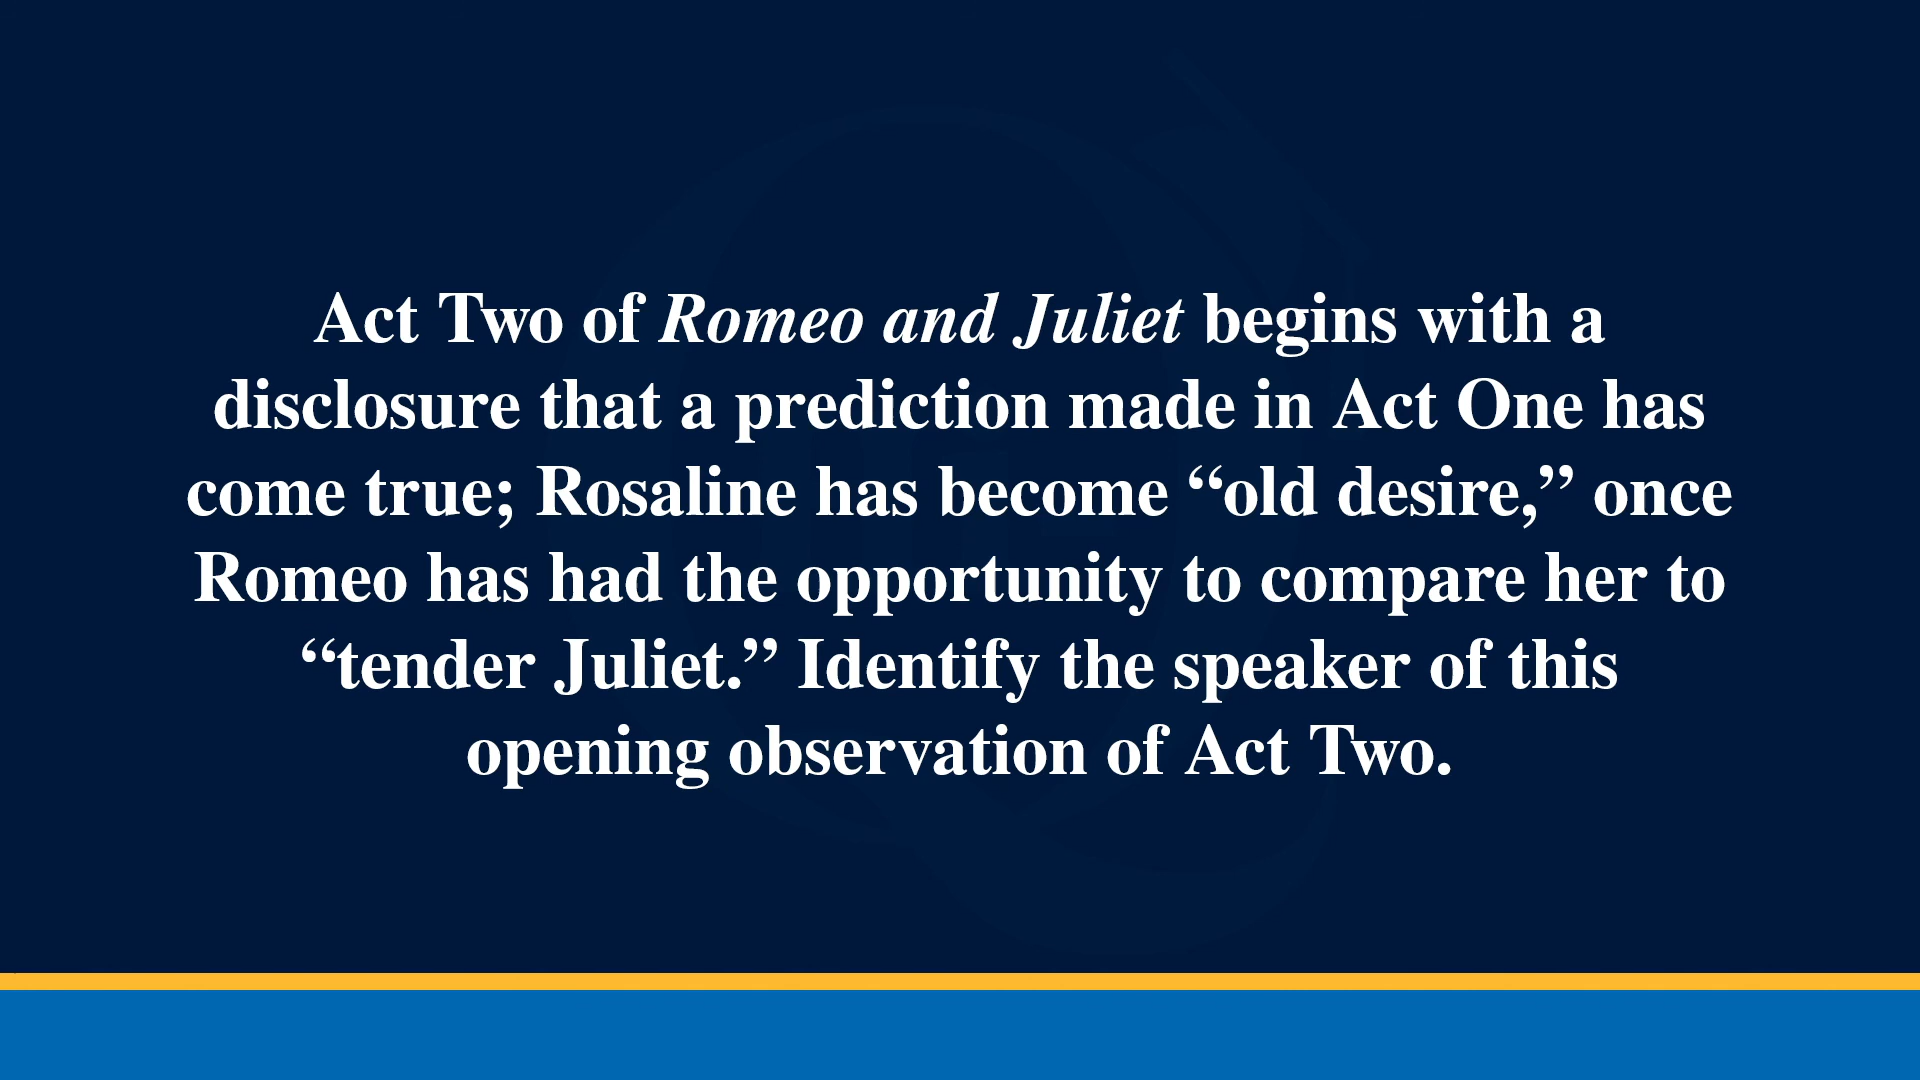 Act Two of Romeo and Juliet begins with a
disclosure that a prediction made in Act One has
come true; Rosaline has become “old desire,” once
Romeo has had the opportunity to compare her to
“tender Juliet.” Identify the speaker of this
opening observation of Act Two.